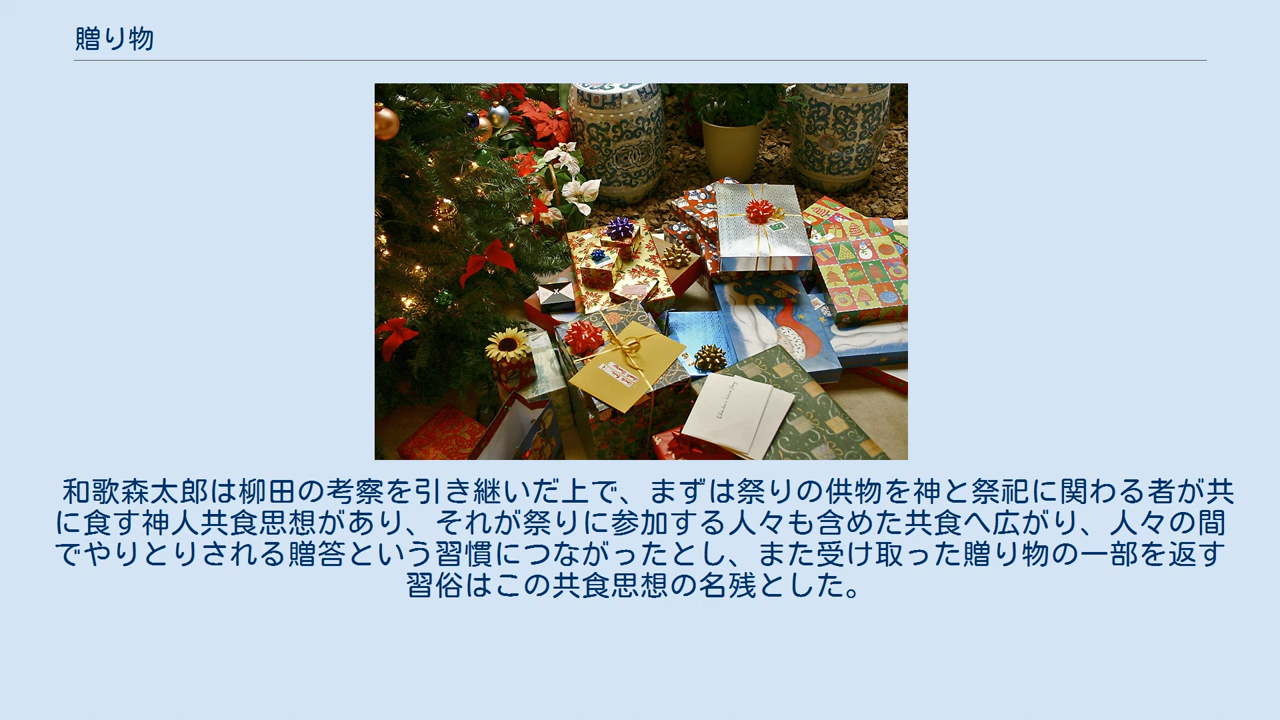 贈り物
和歌森太郎は柳田の考察を引き継いだ上で、まずは祭りの供物を神と祭祀に関わる者が共
に食す神人共食思想があり、それが祭りに参加する人々も含めた共食へ広がり、人々の間
でやりとりされる贈答という習慣につながったとし、また受け取った贈り物の一部を返す
習俗はこの共食思想の名残とした。